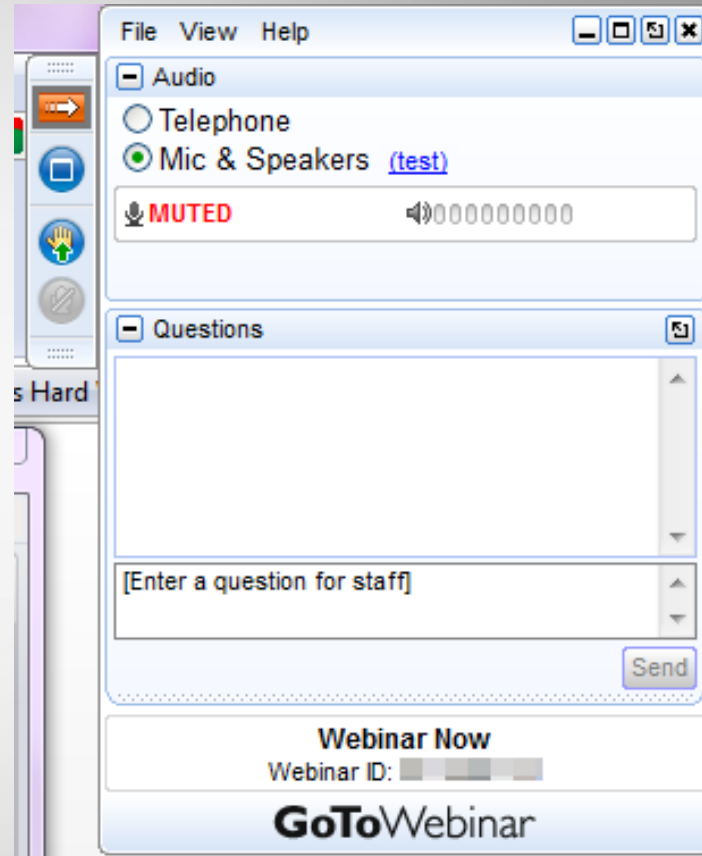 File View Help
Audio
Telephone
Mic & Speakers (test)
MUTED
Questions
s Hard
[Enter a question for staff]
Send
Webinar Now
Webinar ID:
GoToWebinar